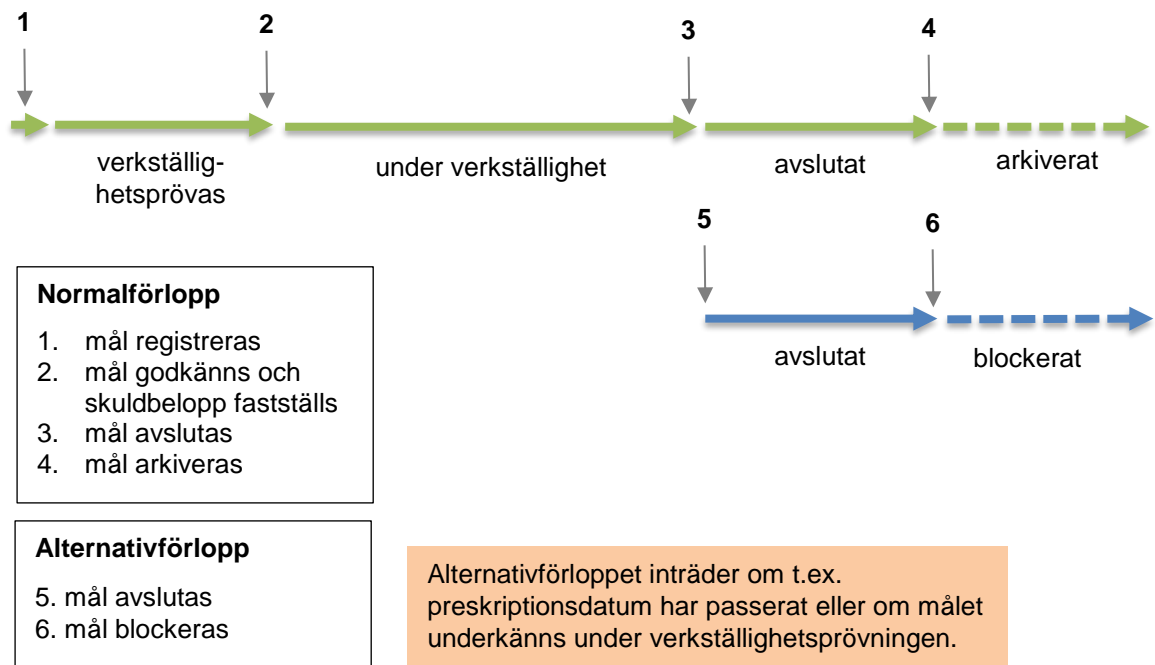 1
2
3
4
verkställig-
hetsprövas
under verkställighet
avslutat
arkiverat
5
6
avslutat
blockerat
Normalförlopp
1. mål registreras
2. mål godkänns och
skuldbelopp fastställs
3. mål avslutas
4. mål arkiveras
Alternativförlopp
5. mål avslutas
6. mål blockeras
Alternativförloppet inträder om t.ex.
preskriptionsdatum har passerat eller om målet
underkänns under verkställighetsprövningen.